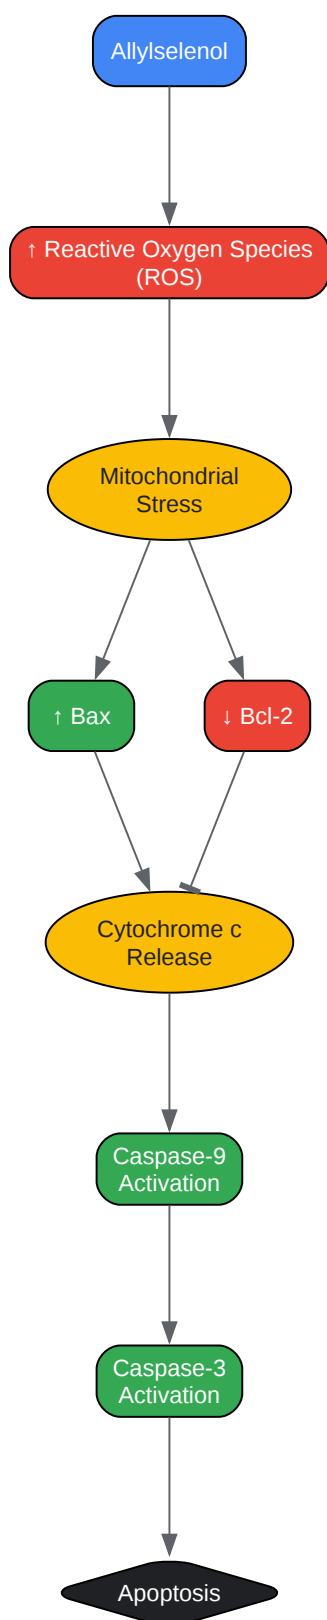 Allylselenol
↑ Reactive Oxygen Species
(ROS)
Mitochondrial
Stress
↑ Bax
↓ Bcl-2
Cytochrome c
Release
Caspase-9
Activation
Caspase-3
Activation
Apoptosis